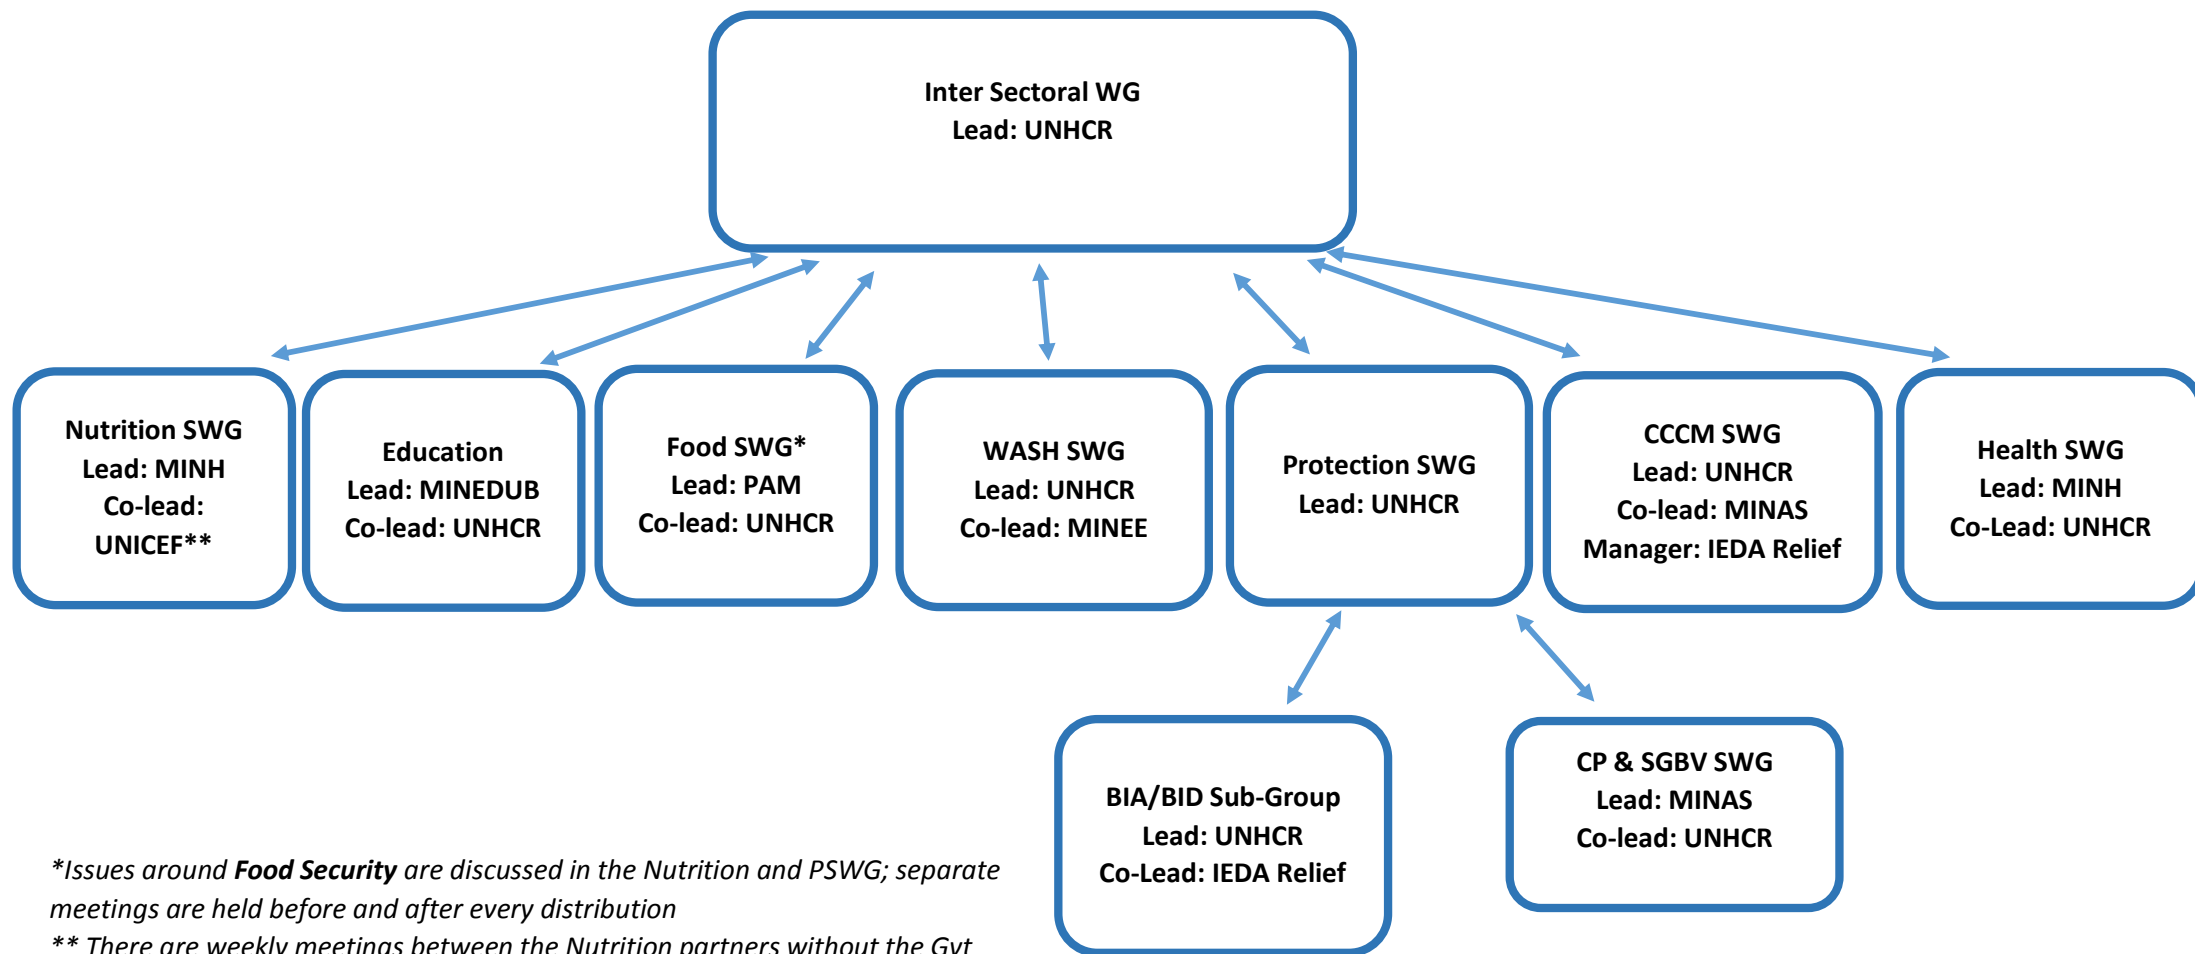 Inter Sectoral WG
Lead: UNHCR
Nutrition SWG
Lead: MINH
Co-lead:
UNICEF**
Education
Lead: MINEDUB
Co-lead: UNHCR
Food SWG*
Lead: PAM
Co-lead: UNHCR
WASH SWG
Lead: UNHCR
Co-lead: MINEE
Protection SWG
Lead: UNHCR
CCCM SWG
Lead: UNHCR
Co-lead: MINAS
Manager: IEDA Relief
Health SWG
Lead: MINH
Co-Lead: UNHCR
BIA/BID Sub-Group
Lead: UNHCR
Co-Lead: IEDA Relief
CP & SGBV SWG
Lead: MINAS
Co-lead: UNHCR
*Issues around Food Security are discussed in the Nutrition and PSWG; separate
meetings are held before and after every distribution
** There are weekly meetings between the Nutrition partners without the Gvt